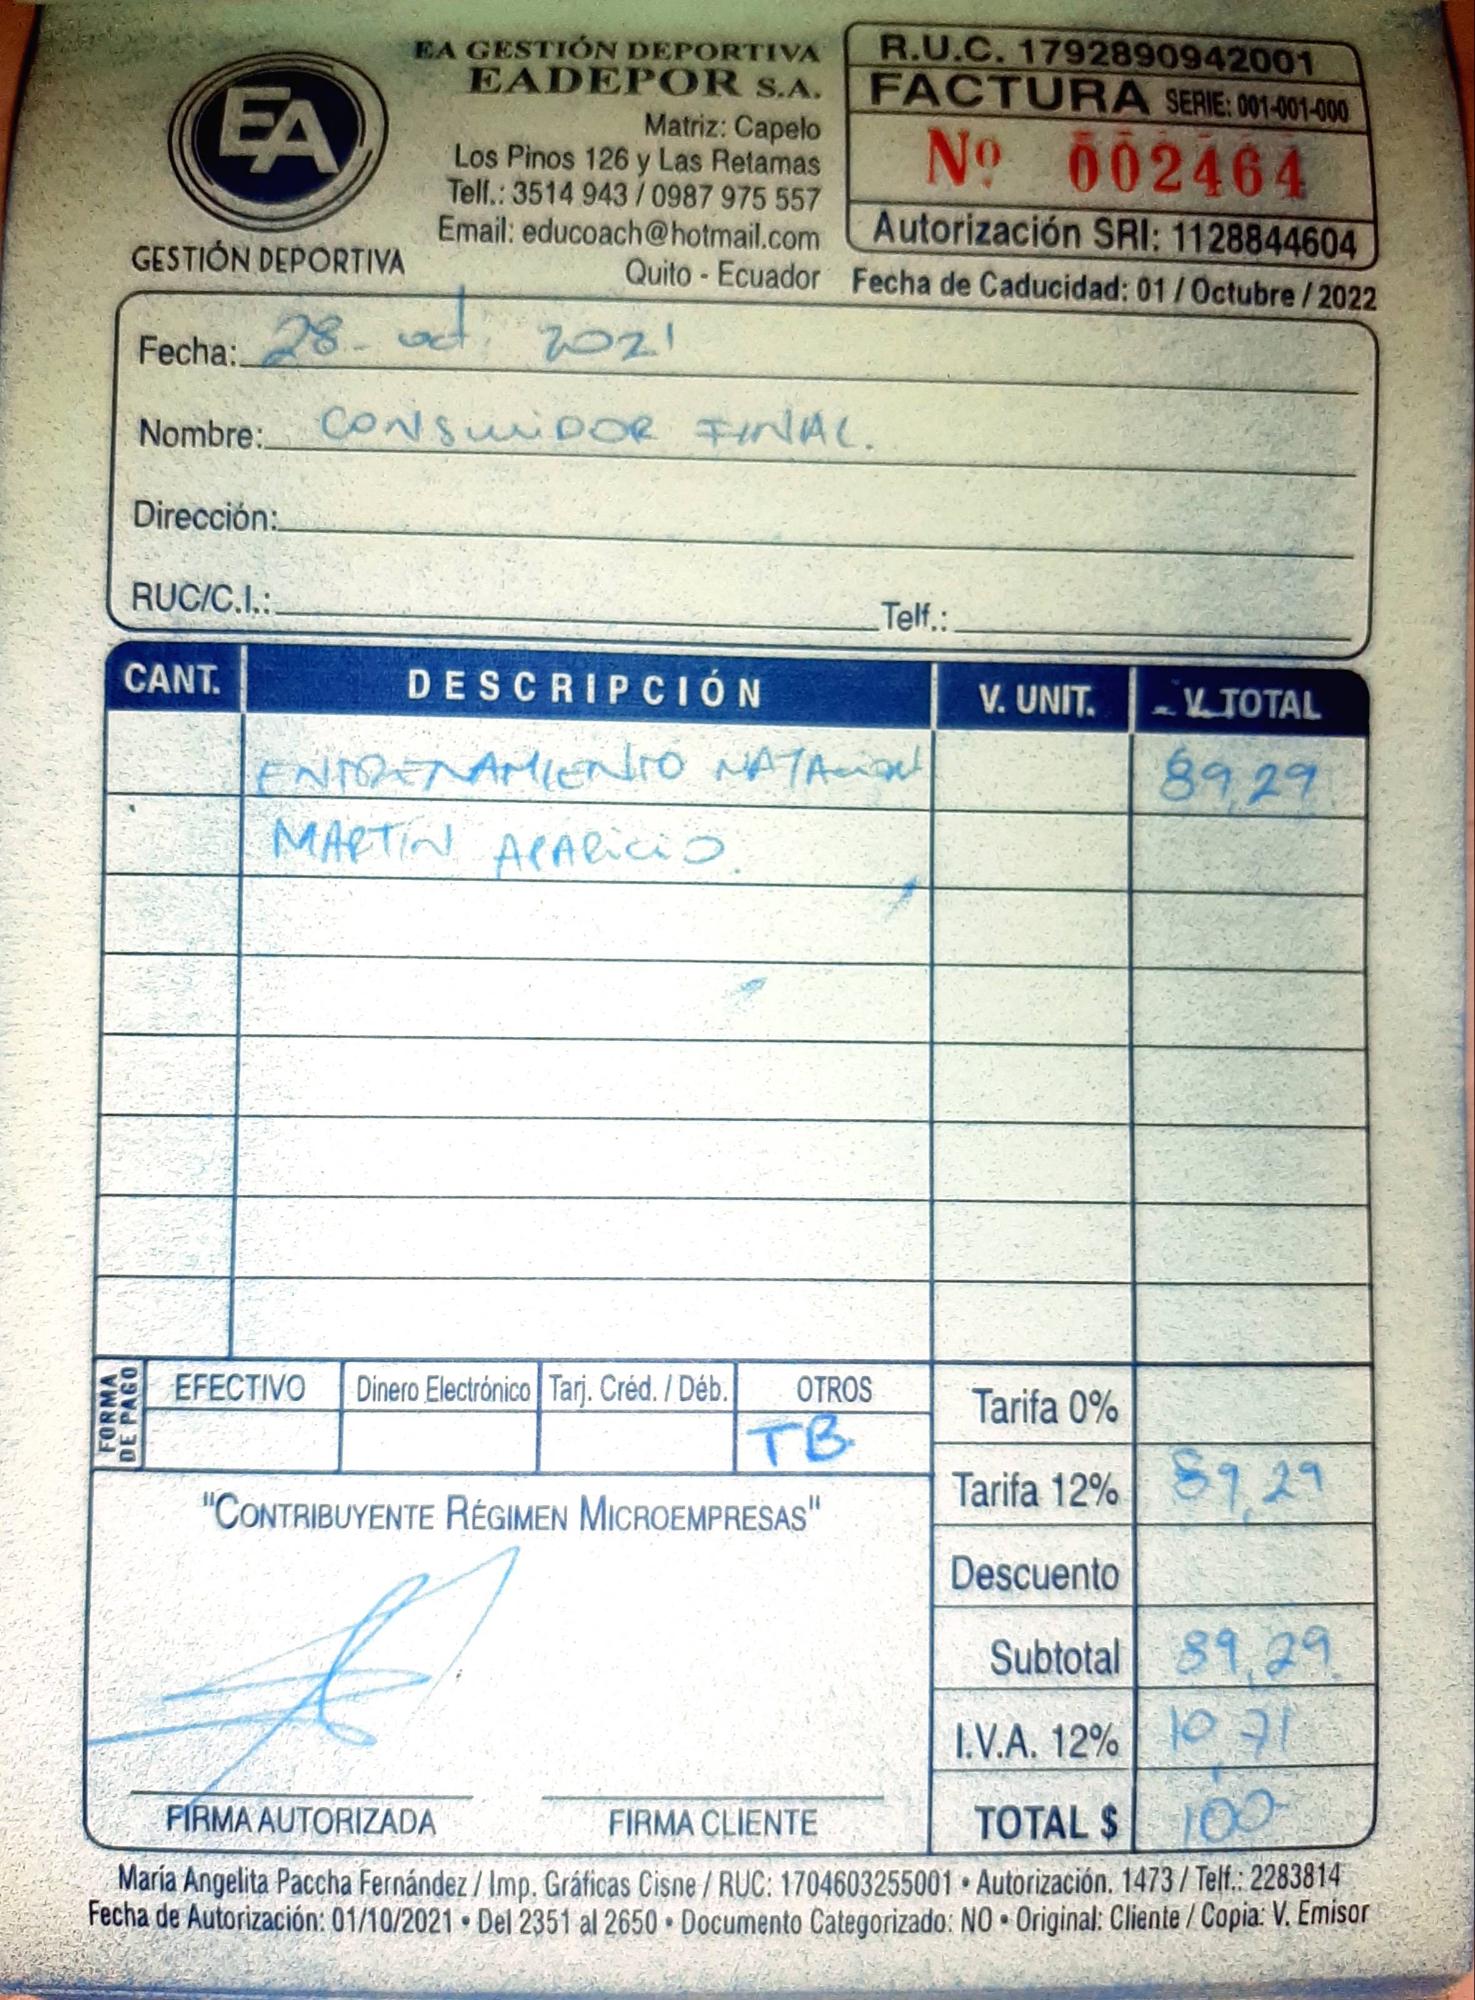 EA
GESTIÓN DEPORTIVA
EA GESTIÓN DEPORTIVA
EADEPOR S.A.
Matriz: Capelo
Los Pinos 126 y Las Retamas
Telf.: 3514 943 / 0987 975 557
Email: educoach@hotmail.com
Quito - Ecuador
R.U.C. 1792890942001
FACTURA SERIE: 001-001-000
Nº 002464
Autorización SRI: 1128844604
Fecha de Caducidad: 01 / Octubre / 2022
Fecha: 28 - oct. 2021
Nombre: CONSUMIDOR FINAL.
Dirección:
RUC/C.I.: Telf.:
CANT. DESCRIPCIÓN V. UNIT. V. TOTAL
ENTRENAMIENTO NATACION 89,29
MARTIN APARICIO.
FORMA DE PAGO
EFECTIVO Dinero Electrónico Tarj. Créd. / Déb. OTROS
TB
Tarifa 0%
Tarifa 12% 89,29
Descuento
Subtotal 89,29
I.V.A. 12% 10,71
TOTAL $ 100-
"CONTRIBUYENTE RÉGIMEN MICROEMPRESAS"
FIRMA AUTORIZADA FIRMA CLIENTE
María Angelita Paccha Fernández / Imp. Gráficas Cisne / RUC: 1704603255001 • Autorización. 1473 / Telf.: 2283814
Fecha de Autorización: 01/10/2021 • Del 2351 al 2650 • Documento Categorizado: NO • Original: Cliente / Copia: V. Emisor